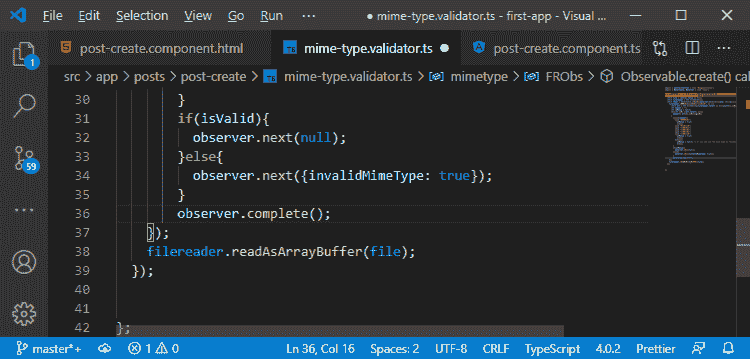 File Edit Selection View Go Run ··· ● mime-type.validator.ts - first-app - Visual ...
post-create.component.html mime-type.validator.ts ● post-create.component.ts ···
src > app > posts > post-create > mime-type.validator.ts > mimetype > FRObs > Observable.create() cal
30 }
31 if(isValid){
32 observer.next(null);
33 }else{
34 observer.next({invalidMimeType: true});
35 }
36 observer.complete();
37 });
38 filereader.readAsArrayBuffer(file);
39 });
40
41
42 };
1
59
master*+ 1 0 Ln 36, Col 16 Spaces: 2 UTF-8 CRLF TypeScript 4.0.2 Prettier